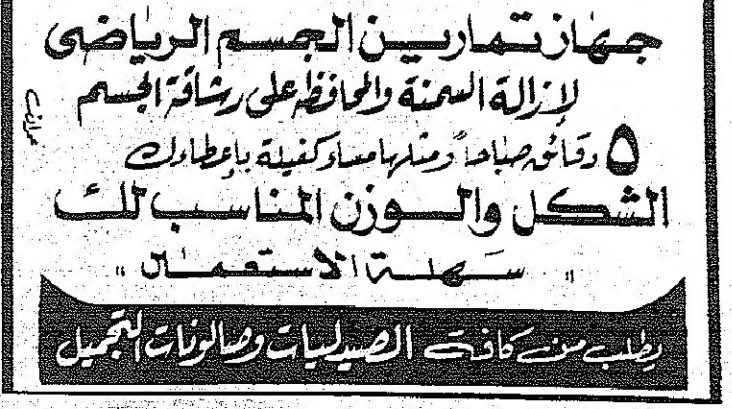 جهاز تمارين الجسم الرياضي
لإزالة السمنة والمحافظة على رشاقة الجسم
٥ دقائق صباحاً ومثلها مساء كفيلة بإعطاءك
الشكل والوزن المناسب لك
" سهلة الاستعمال "
يطلب من كافة الصيدليات وصالونات التجميل